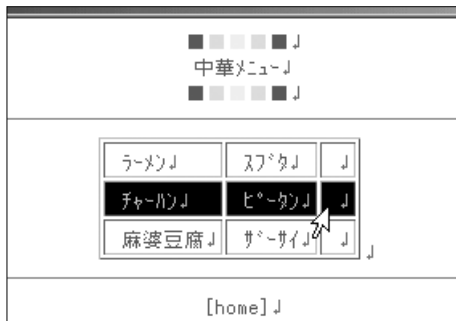 ■■■■■↲
中華ﾒﾆｭｰ↲
■■■■■↲
ﾗｰﾒﾝ↲ ｽﾌﾞﾀ↲ ↲
ﾁｬｰﾊﾝ↲ ﾋﾟｰﾀﾝ↲ ↲
麻婆豆腐↲ ｻﾞｰｻｲ↲ ↲
↲
[home]↲